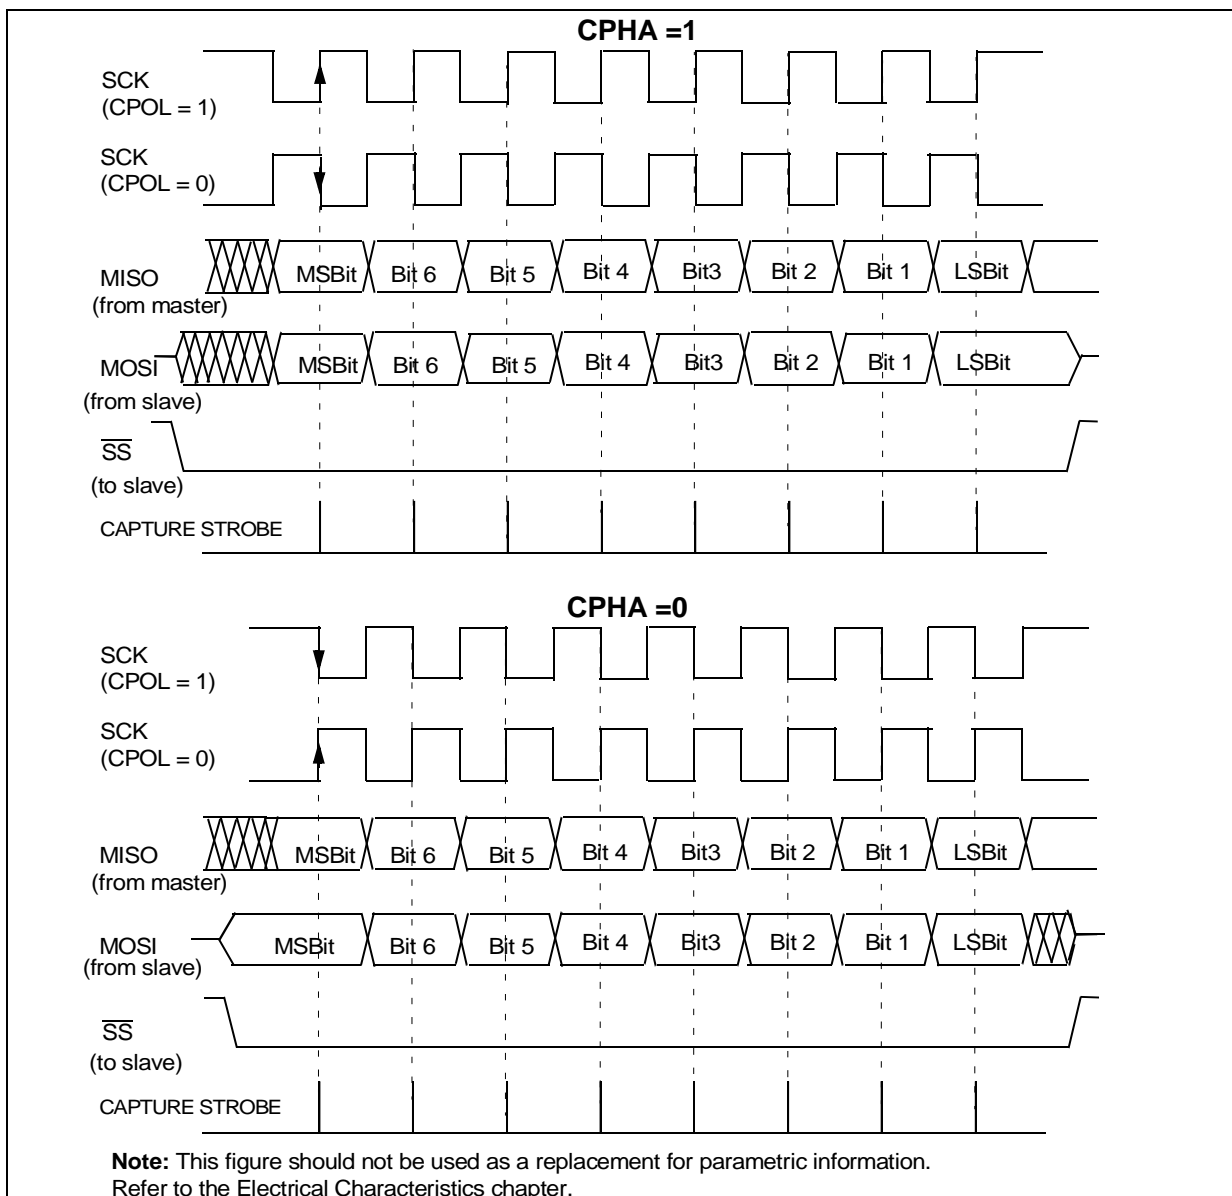 CPHA =1
SCK
(CPOL = 1)
SCK
(CPOL = 0)
MISO
(from master)
MSBit Bit 6 Bit 5 Bit 4 Bit3 Bit 2 Bit 1 LSBit
MOSI
(from slave)
MSBit Bit 6 Bit 5 Bit 4 Bit3 Bit 2 Bit 1 LSBit
SS
(to slave)
CAPTURE STROBE
CPHA =0
SCK
(CPOL = 1)
SCK
(CPOL = 0)
MISO
(from master)
MSBit Bit 6 Bit 5 Bit 4 Bit3 Bit 2 Bit 1 LSBit
MOSI
(from slave)
MSBit Bit 6 Bit 5 Bit 4 Bit3 Bit 2 Bit 1 LSBit
SS
(to slave)
CAPTURE STROBE
Note: This figure should not be used as a replacement for parametric information.
Refer to the Electrical Characteristics chapter.